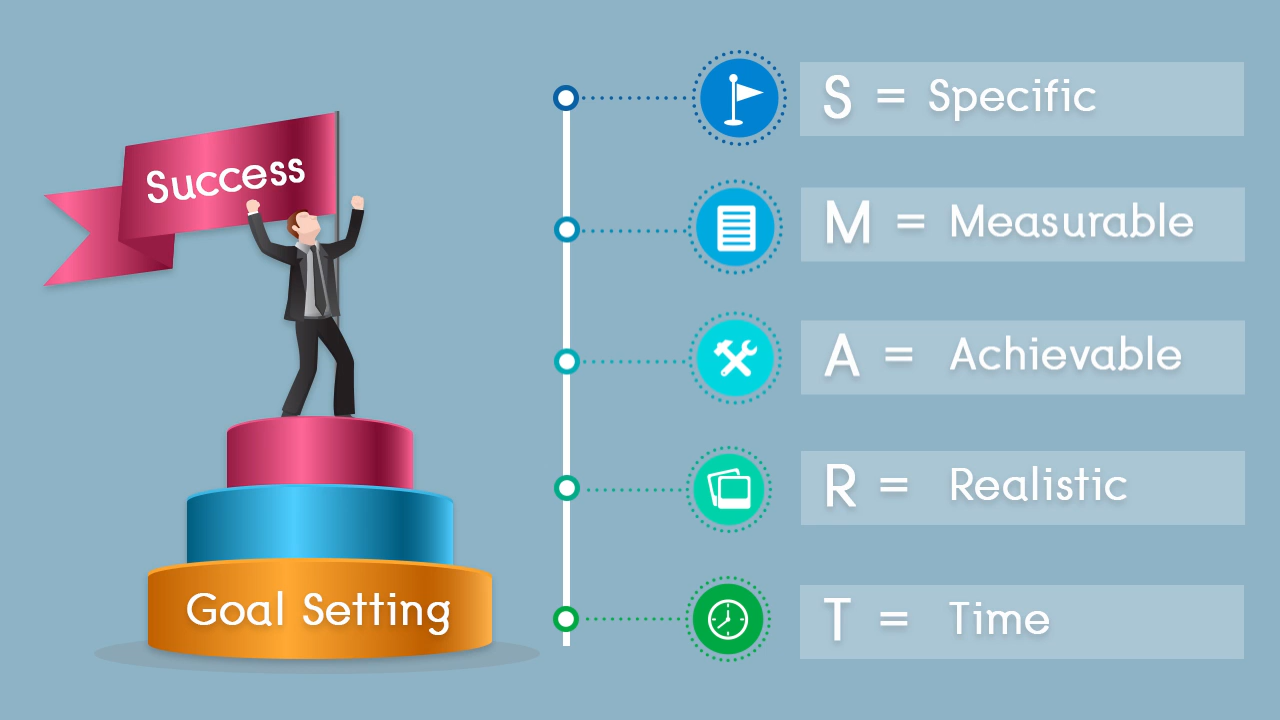 Success
Goal Setting
S = Specific
M = Measurable
A = Achievable
R = Realistic
T = Time